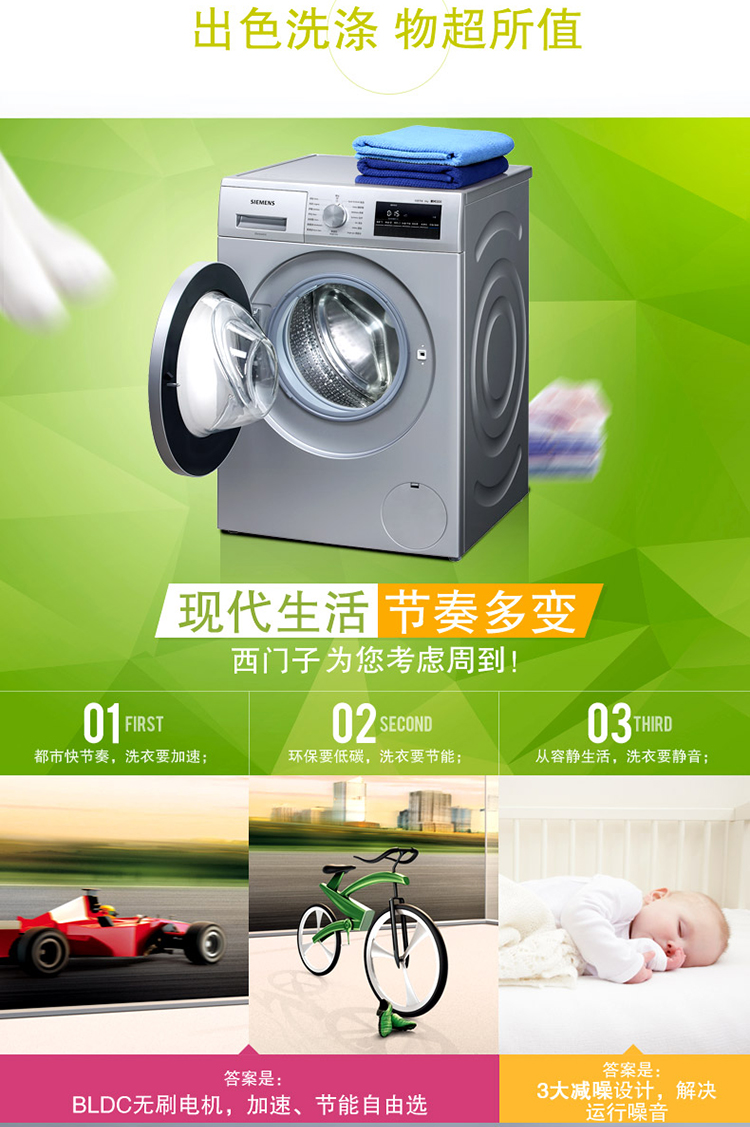 出色洗涤 物超所值
SIEMENS
现代生活 节奏多变
西门子为您考虑周到!
01 FIRST
都市快节奏，洗衣要加速；
02 SECOND
环保要低碳，洗衣要节能；
03 THIRD
从容静生活，洗衣要静音；
答案是：
BLDC无刷电机，加速、节能自由选
答案是：
3大减噪设计，解决
运行噪音